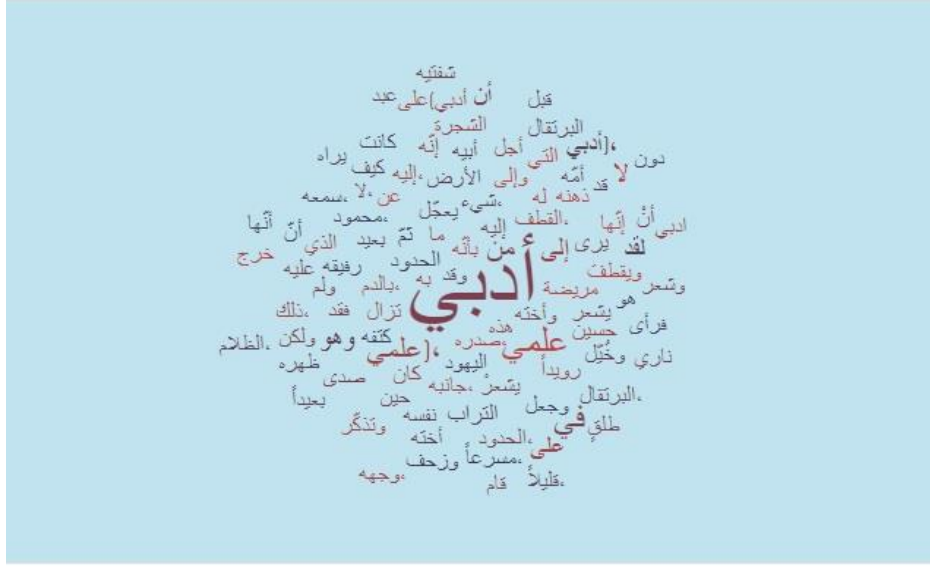 شفتيه
قبل أن أدبي)على عبد
البرتقال الشجرة
أدبي)، أجل أبيه إنّه كانت
دون التي يراه
لا قد أمّه وإلى الأرض، إليه كيف
ذهنه له شيء، عن لا، سمعه،
ادبي أنْ إنّها القطف، إليه يعجّل محمود، أنّها
لقد يرى إلى من بأنّه ما ثمّ بعيد الذي أنّ خرج
ويقطف الحدود رفيقه عليه
وشعر هو مريضة أدبي وقد به بالدم، ولم
فرأى حسين يشعر وأخته هذه تزال فقد ذلك،
ناري وخُيّل علمي صدره، علمي)، كتفه وهو ولكن الظلام،
رويداً اليهود ظهره
البرتقال، يشعرْ جانبه، كان صدى بعيداً
طلقٍ في وجعل التراب نفسه حين وتذكّر
على الحدود، أخته
مسرعاً، وزحف
قليلاً، قام وجهه،